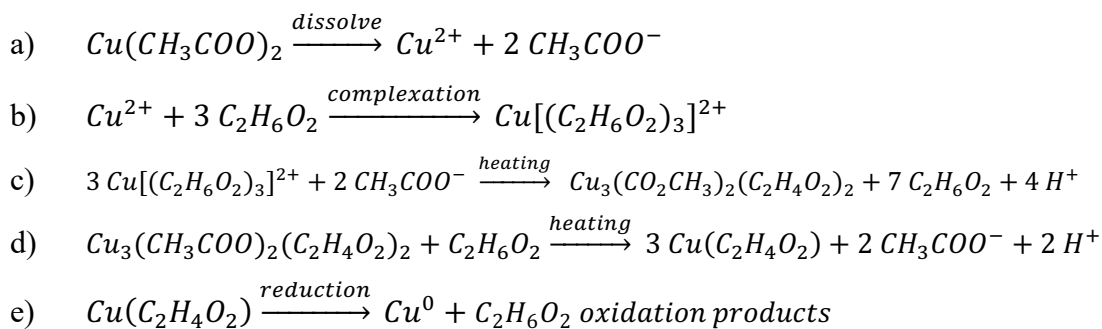 a) Cu(CH₃COO)₂ —dissolve→ Cu²⁺ + 2 CH₃COO⁻
b) Cu²⁺ + 3 C₂H₆O₂ —complexation→ Cu[(C₂H₆O₂)₃]²⁺
c) 3 Cu[(C₂H₆O₂)₃]²⁺ + 2 CH₃COO⁻ —heating→ Cu₃(CO₂CH₃)₂(C₂H₄O₂)₂ + 7 C₂H₆O₂ + 4 H⁺
d) Cu₃(CH₃COO)₂(C₂H₄O₂)₂ + C₂H₆O₂ —heating→ 3 Cu(C₂H₄O₂) + 2 CH₃COO⁻ + 2 H⁺
e) Cu(C₂H₄O₂) —reduction→ Cu⁰ + C₂H₆O₂ oxidation products